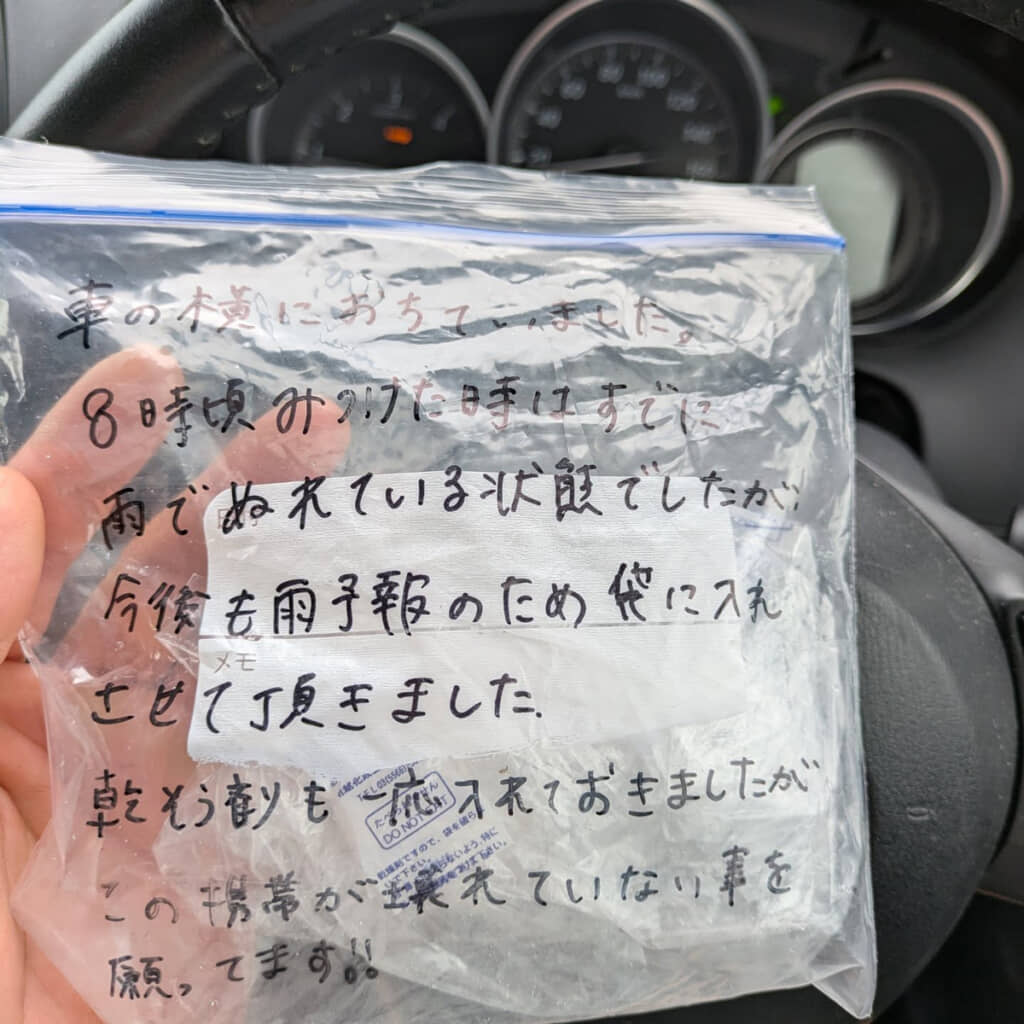 車の横におちていました。
8時頃みつけた時はすでに
雨でぬれている状態でしたが、
今後も雨予報のため袋に入れ
メモ
させて頂きました.
乾そう剤も一応入れておきましたが
この携帯が壊れていない事を
願ってます!!
DO NOT